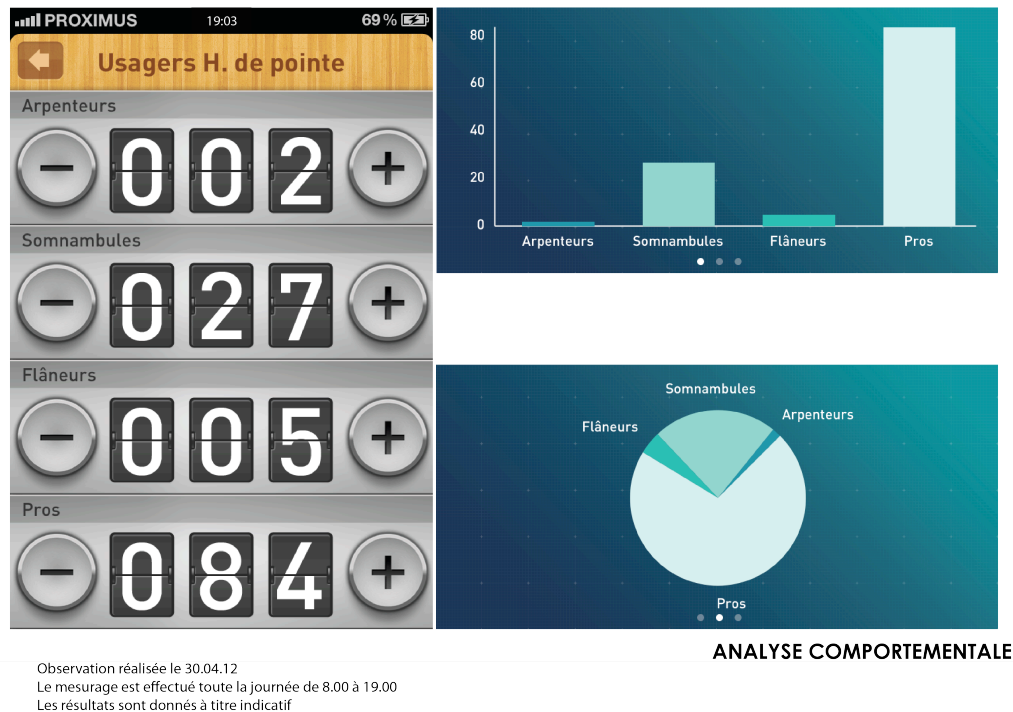 PROXIMUS 19:03 69 %
Usagers H. de pointe
Arpenteurs
− 002 +
Somnambules
− 027 +
Flâneurs
− 005 +
Pros
− 084 +
80
60
40
20
0
Arpenteurs Somnambules Flâneurs Pros
Somnambules
Arpenteurs
Flâneurs
Pros
ANALYSE COMPORTEMENTALE
Observation réalisée le 30.04.12
Le mesurage est effectué toute la journée de 8.00 à 19.00
Les résultats sont donnés à titre indicatif